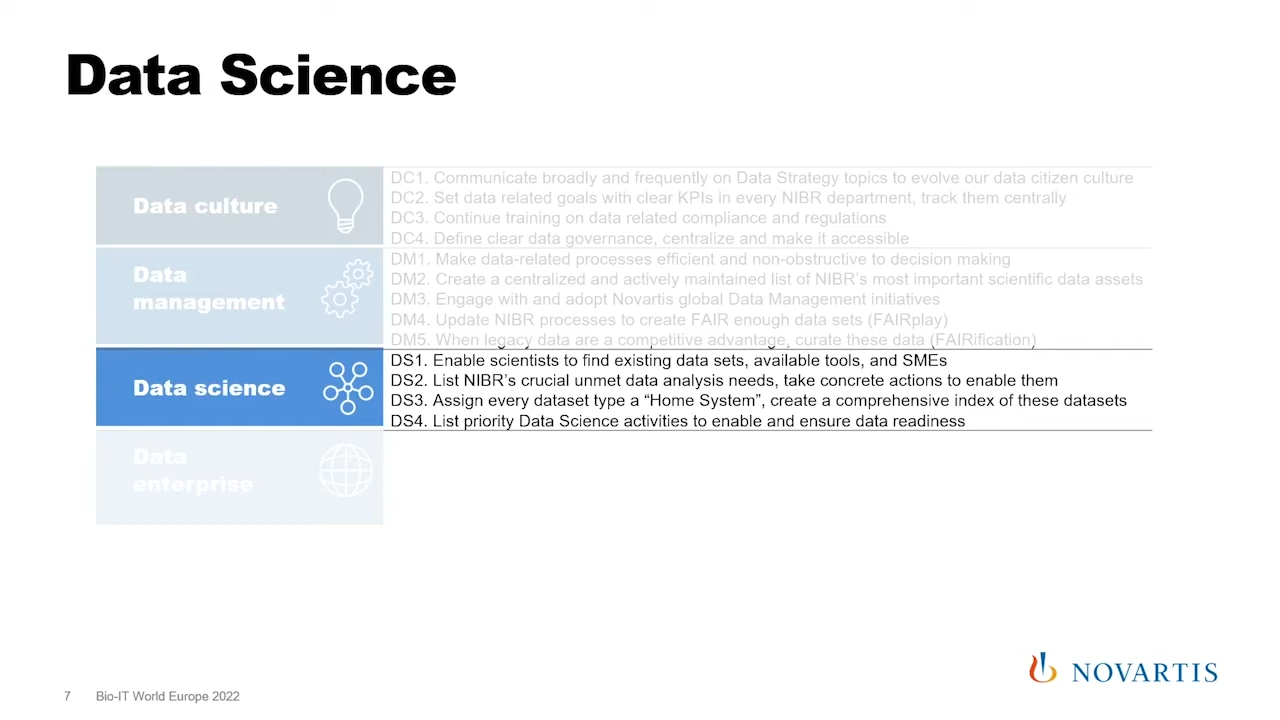 Data Science
Data culture
DC1. Communicate broadly and frequently on Data Strategy topics to evolve our data citizen culture
DC2. Set data related goals with clear KPIs in every NIBR department, track them centrally
DC3. Continue training on data related compliance and regulations
DC4. Define clear data governance, centralize and make it accessible
Data
management
DM1. Make data-related processes efficient and non-obstructive to decision making
DM2. Create a centralized and actively maintained list of NIBR’s most important scientific data assets
DM3. Engage with and adopt Novartis global Data Management initiatives
DM4. Update NIBR processes to create FAIR enough data sets (FAIRplay)
DM5. When legacy data are a competitive advantage, curate these data (FAIRification)
Data science
DS1. Enable scientists to find existing data sets, available tools, and SMEs
DS2. List NIBR’s crucial unmet data analysis needs, take concrete actions to enable them
DS3. Assign every dataset type a “Home System”, create a comprehensive index of these datasets
DS4. List priority Data Science activities to enable and ensure data readiness
Data
enterprise
NOVARTIS
7 Bio-IT World Europe 2022